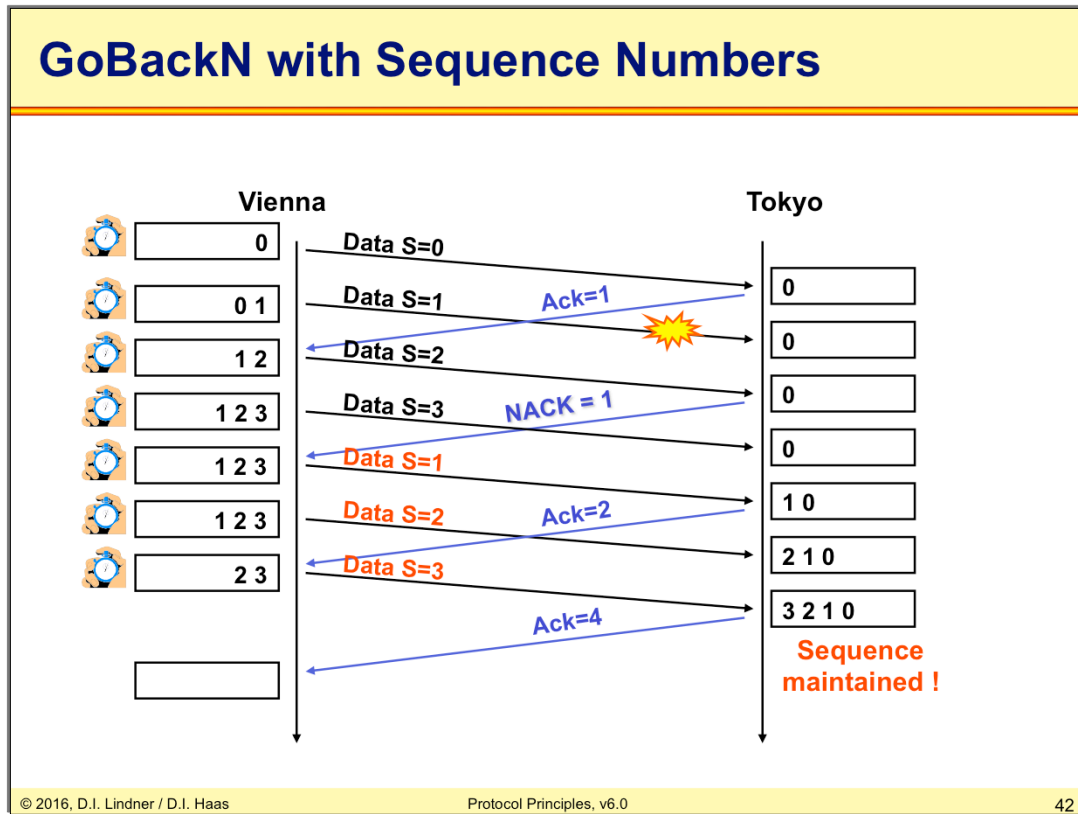 GoBackN with Sequence Numbers
Vienna
Tokyo
0
Data S=0
0
0 1
Data S=1
Ack=1
0
1 2
Data S=2
0
1 2 3
Data S=3
NACK = 1
0
1 2 3
Data S=1
1 0
1 2 3
Data S=2
Ack=2
2 1 0
2 3
Data S=3
3 2 1 0
Ack=4
Sequence
maintained !
© 2016, D.I. Lindner / D.I. Haas
Protocol Principles, v6.0
42